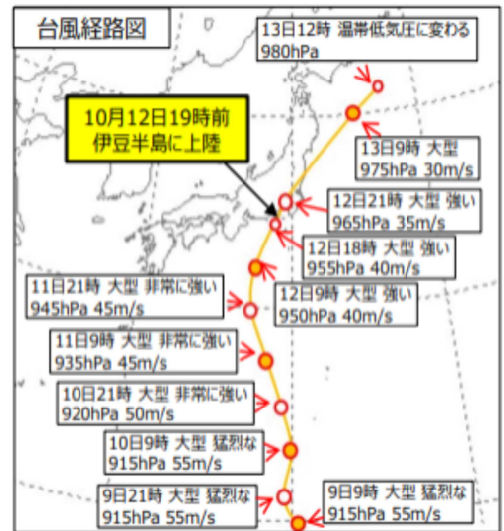 台風経路図
13日12時 温帯低気圧に変わる
980hPa
10月12日19時前
伊豆半島に上陸
13日9時 大型
975hPa 30m/s
12日21時 大型 強い
965hPa 35m/s
12日18時 大型 強い
955hPa 40m/s
11日21時 大型 非常に強い
945hPa 45m/s
12日9時 大型 強い
950hPa 40m/s
11日9時 大型 非常に強い
935hPa 45m/s
10日21時 大型 非常に強い
920hPa 50m/s
10日9時 大型 猛烈な
915hPa 55m/s
9日21時 大型 猛烈な
915hPa 55m/s
9日9時 大型 猛烈な
915hPa 55m/s